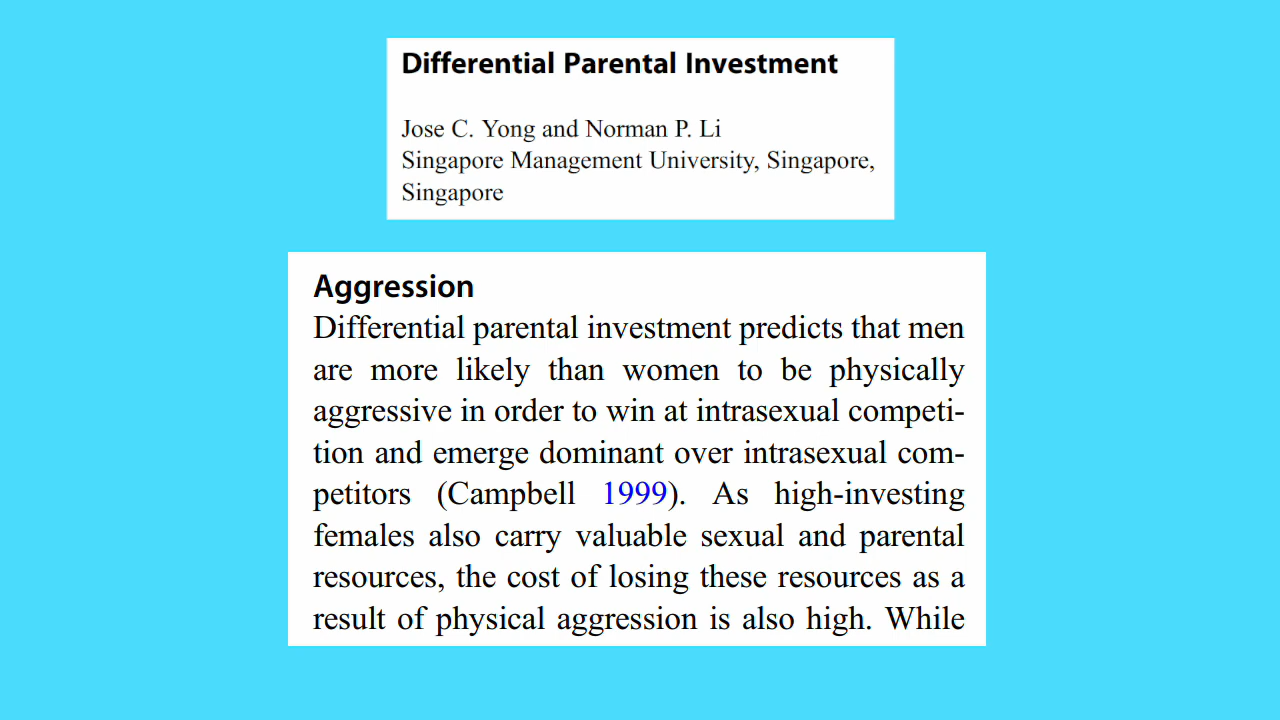 Differential Parental Investment
Jose C. Yong and Norman P. Li
Singapore Management University, Singapore,
Singapore
Aggression
Differential parental investment predicts that men
are more likely than women to be physically
aggressive in order to win at intrasexual competi-
tion and emerge dominant over intrasexual com-
petitors (Campbell 1999). As high-investing
females also carry valuable sexual and parental
resources, the cost of losing these resources as a
result of physical aggression is also high. While